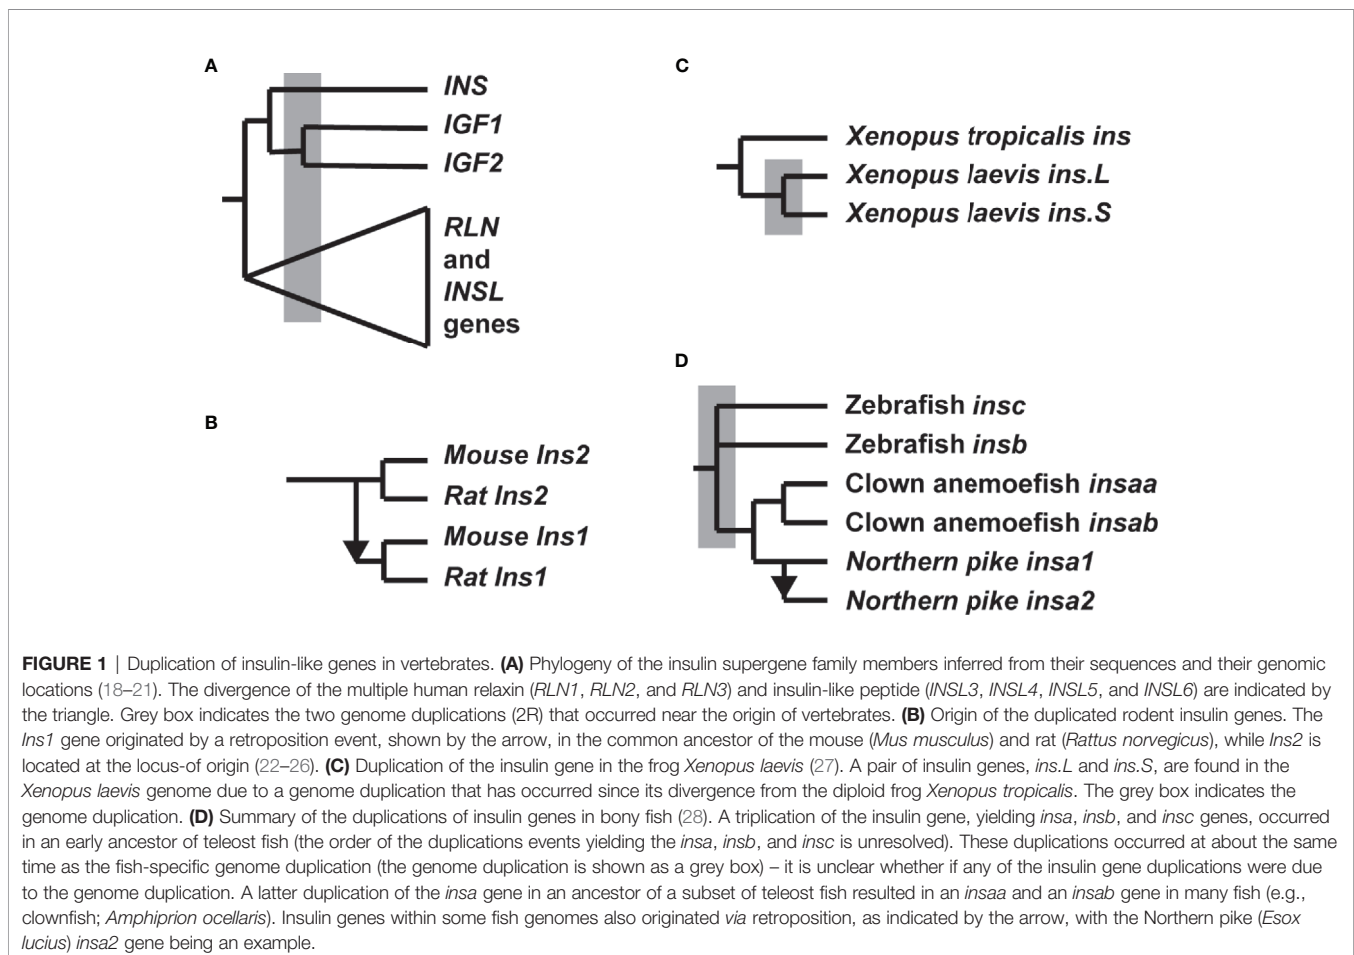 A
INS
IGF1
IGF2
RLN
and
INSL
genes
B
Mouse Ins2
Rat Ins2
Mouse Ins1
Rat Ins1
C
Xenopus tropicalis ins
Xenopus laevis ins.L
Xenopus laevis ins.S
D
Zebrafish insc
Zebrafish insb
Clown anemoefish insaa
Clown anemoefish insab
Northern pike insa1
Northern pike insa2
FIGURE 1 | Duplication of insulin-like genes in vertebrates. (A) Phylogeny of the insulin supergene family members inferred from their sequences and their genomic
locations (18–21). The divergence of the multiple human relaxin (RLN1, RLN2, and RLN3) and insulin-like peptide (INSL3, INSL4, INSL5, and INSL6) are indicated by
the triangle. Grey box indicates the two genome duplications (2R) that occurred near the origin of vertebrates. (B) Origin of the duplicated rodent insulin genes. The
Ins1 gene originated by a retroposition event, shown by the arrow, in the common ancestor of the mouse (Mus musculus) and rat (Rattus norvegicus), while Ins2 is
located at the locus-of origin (22–26). (C) Duplication of the insulin gene in the frog Xenopus laevis (27). A pair of insulin genes, ins.L and ins.S, are found in the
Xenopus laevis genome due to a genome duplication that has occurred since its divergence from the diploid frog Xenopus tropicalis. The grey box indicates the
genome duplication. (D) Summary of the duplications of insulin genes in bony fish (28). A triplication of the insulin gene, yielding insa, insb, and insc genes, occurred
in an early ancestor of teleost fish (the order of the duplications events yielding the insa, insb, and insc is unresolved). These duplications occurred at about the same
time as the fish-specific genome duplication (the genome duplication is shown as a grey box) – it is unclear whether if any of the insulin gene duplications were due
to the genome duplication. A latter duplication of the insa gene in an ancestor of a subset of teleost fish resulted in an insaa and an insab gene in many fish (e.g.,
clownfish; Amphiprion ocellaris). Insulin genes within some fish genomes also originated via retroposition, as indicated by the arrow, with the Northern pike (Esox
lucius) insa2 gene being an example.